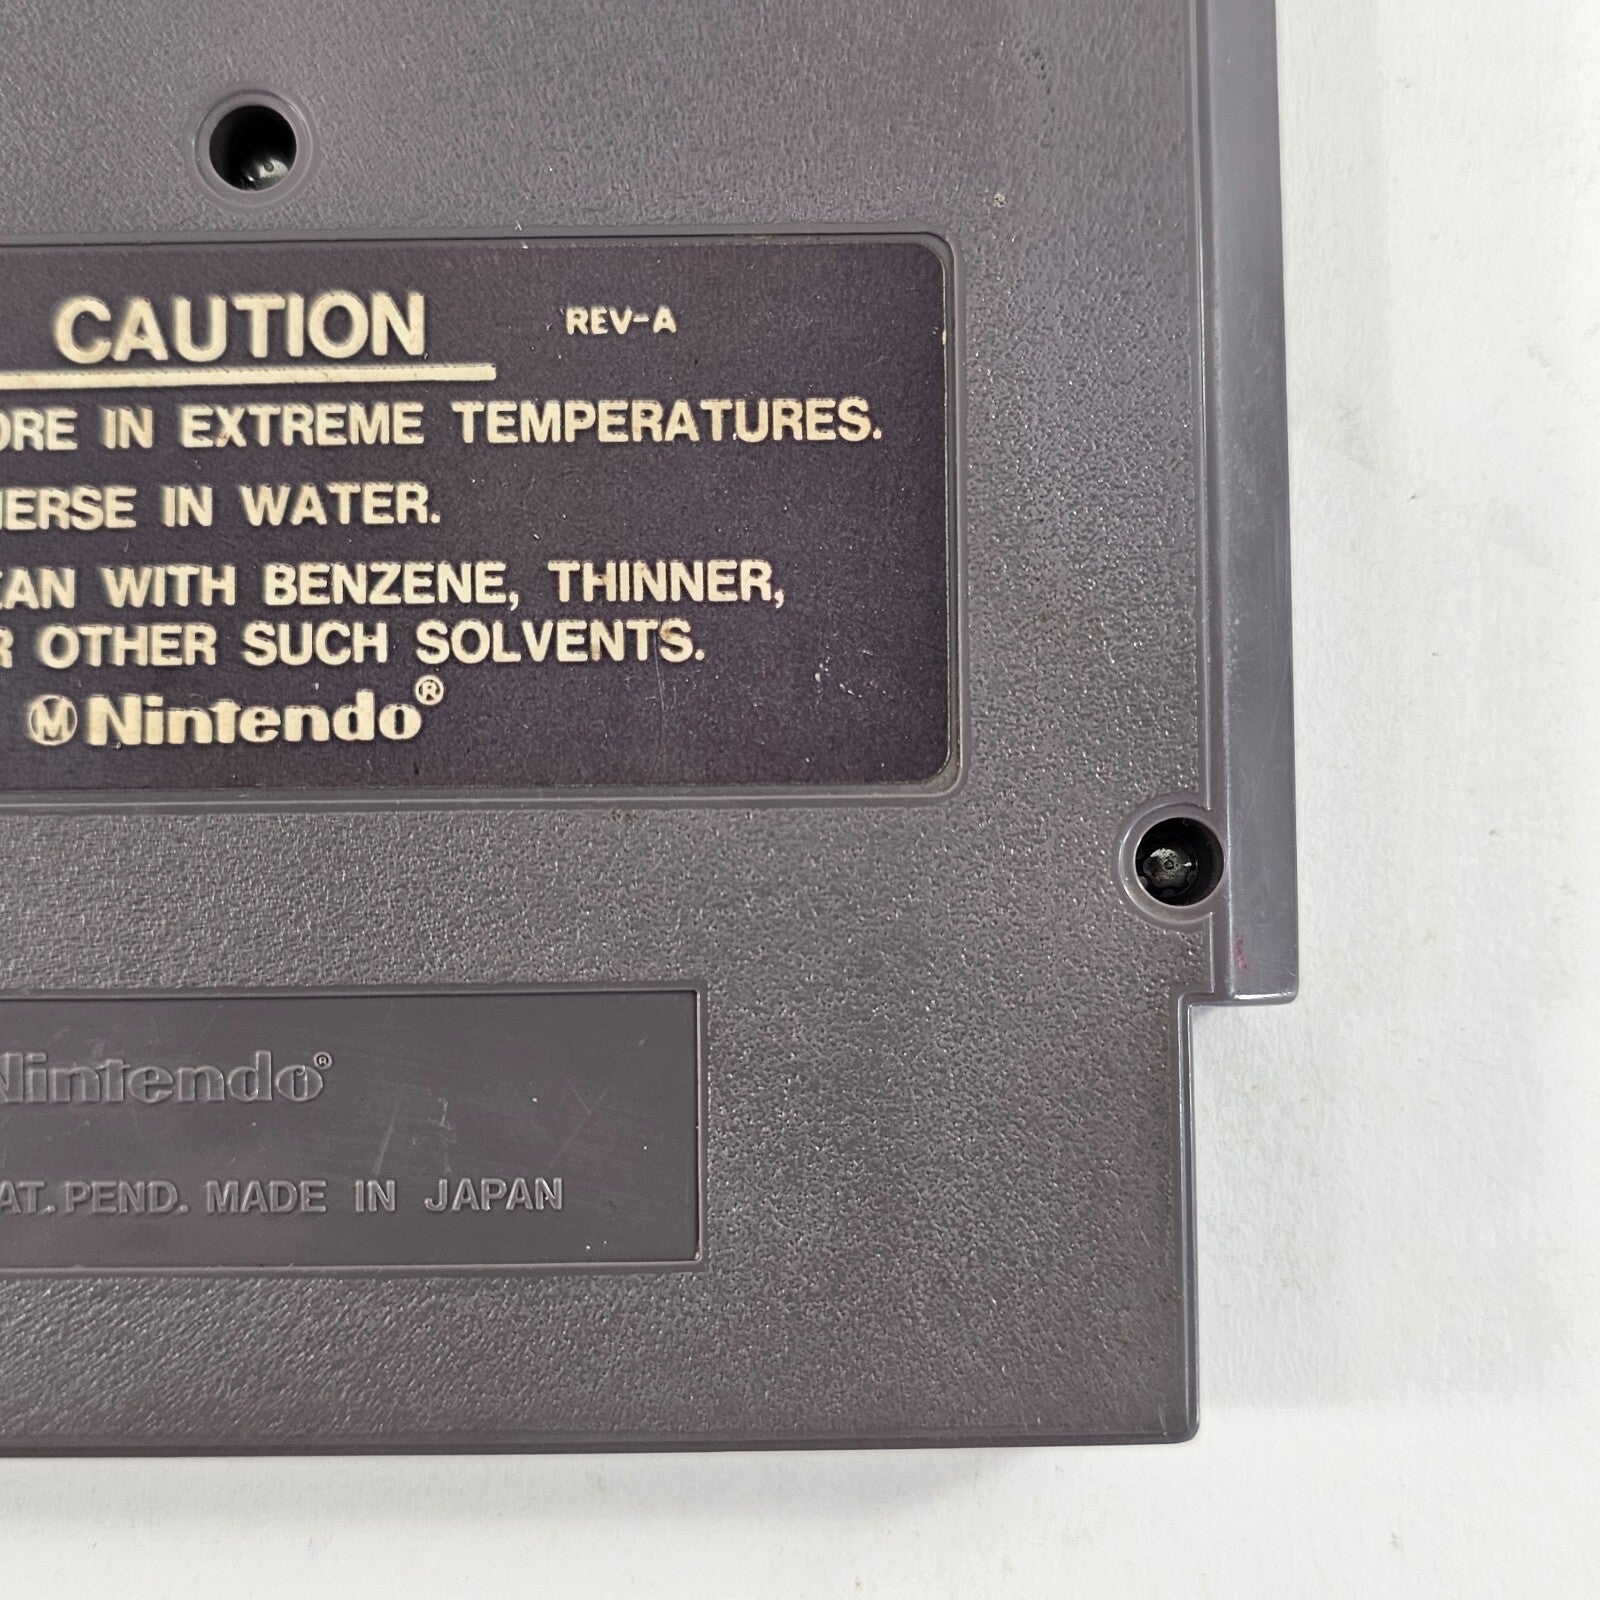 CAUTION REV-A
ORE IN EXTREME TEMPERATURES.
MERSE IN WATER.
EAN WITH BENZENE, THINNER,
R OTHER SUCH SOLVENTS.
Ⓜ Nintendo®
Nintendo®
AT. PEND. MADE IN JAPAN